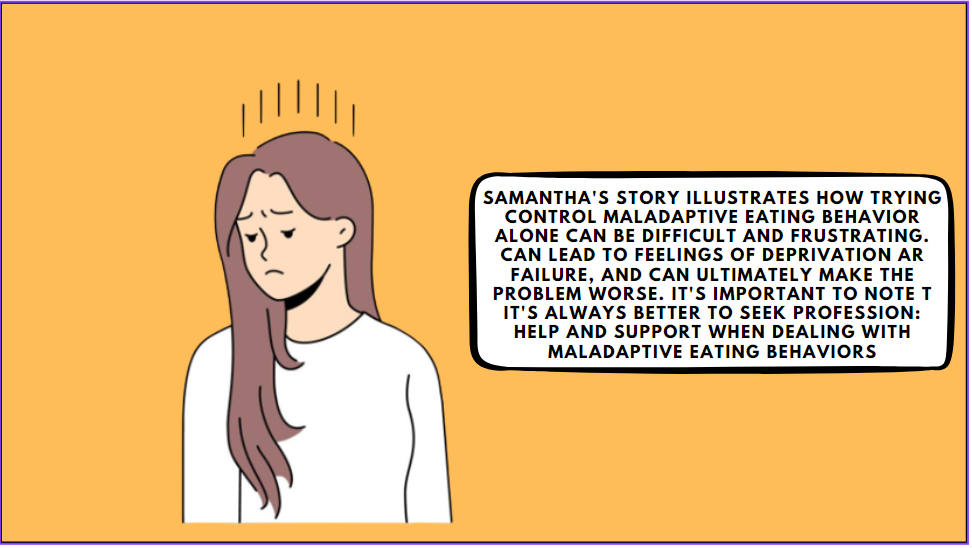 SAMANTHA'S STORY ILLUSTRATES HOW TRYING
CONTROL MALADAPTIVE EATING BEHAVIOR
ALONE CAN BE DIFFICULT AND FRUSTRATING.
CAN LEAD TO FEELINGS OF DEPRIVATION AR
FAILURE, AND CAN ULTIMATELY MAKE THE
PROBLEM WORSE. IT'S IMPORTANT TO NOTE T
IT'S ALWAYS BETTER TO SEEK PROFESSION:
HELP AND SUPPORT WHEN DEALING WITH
MALADAPTIVE EATING BEHAVIORS